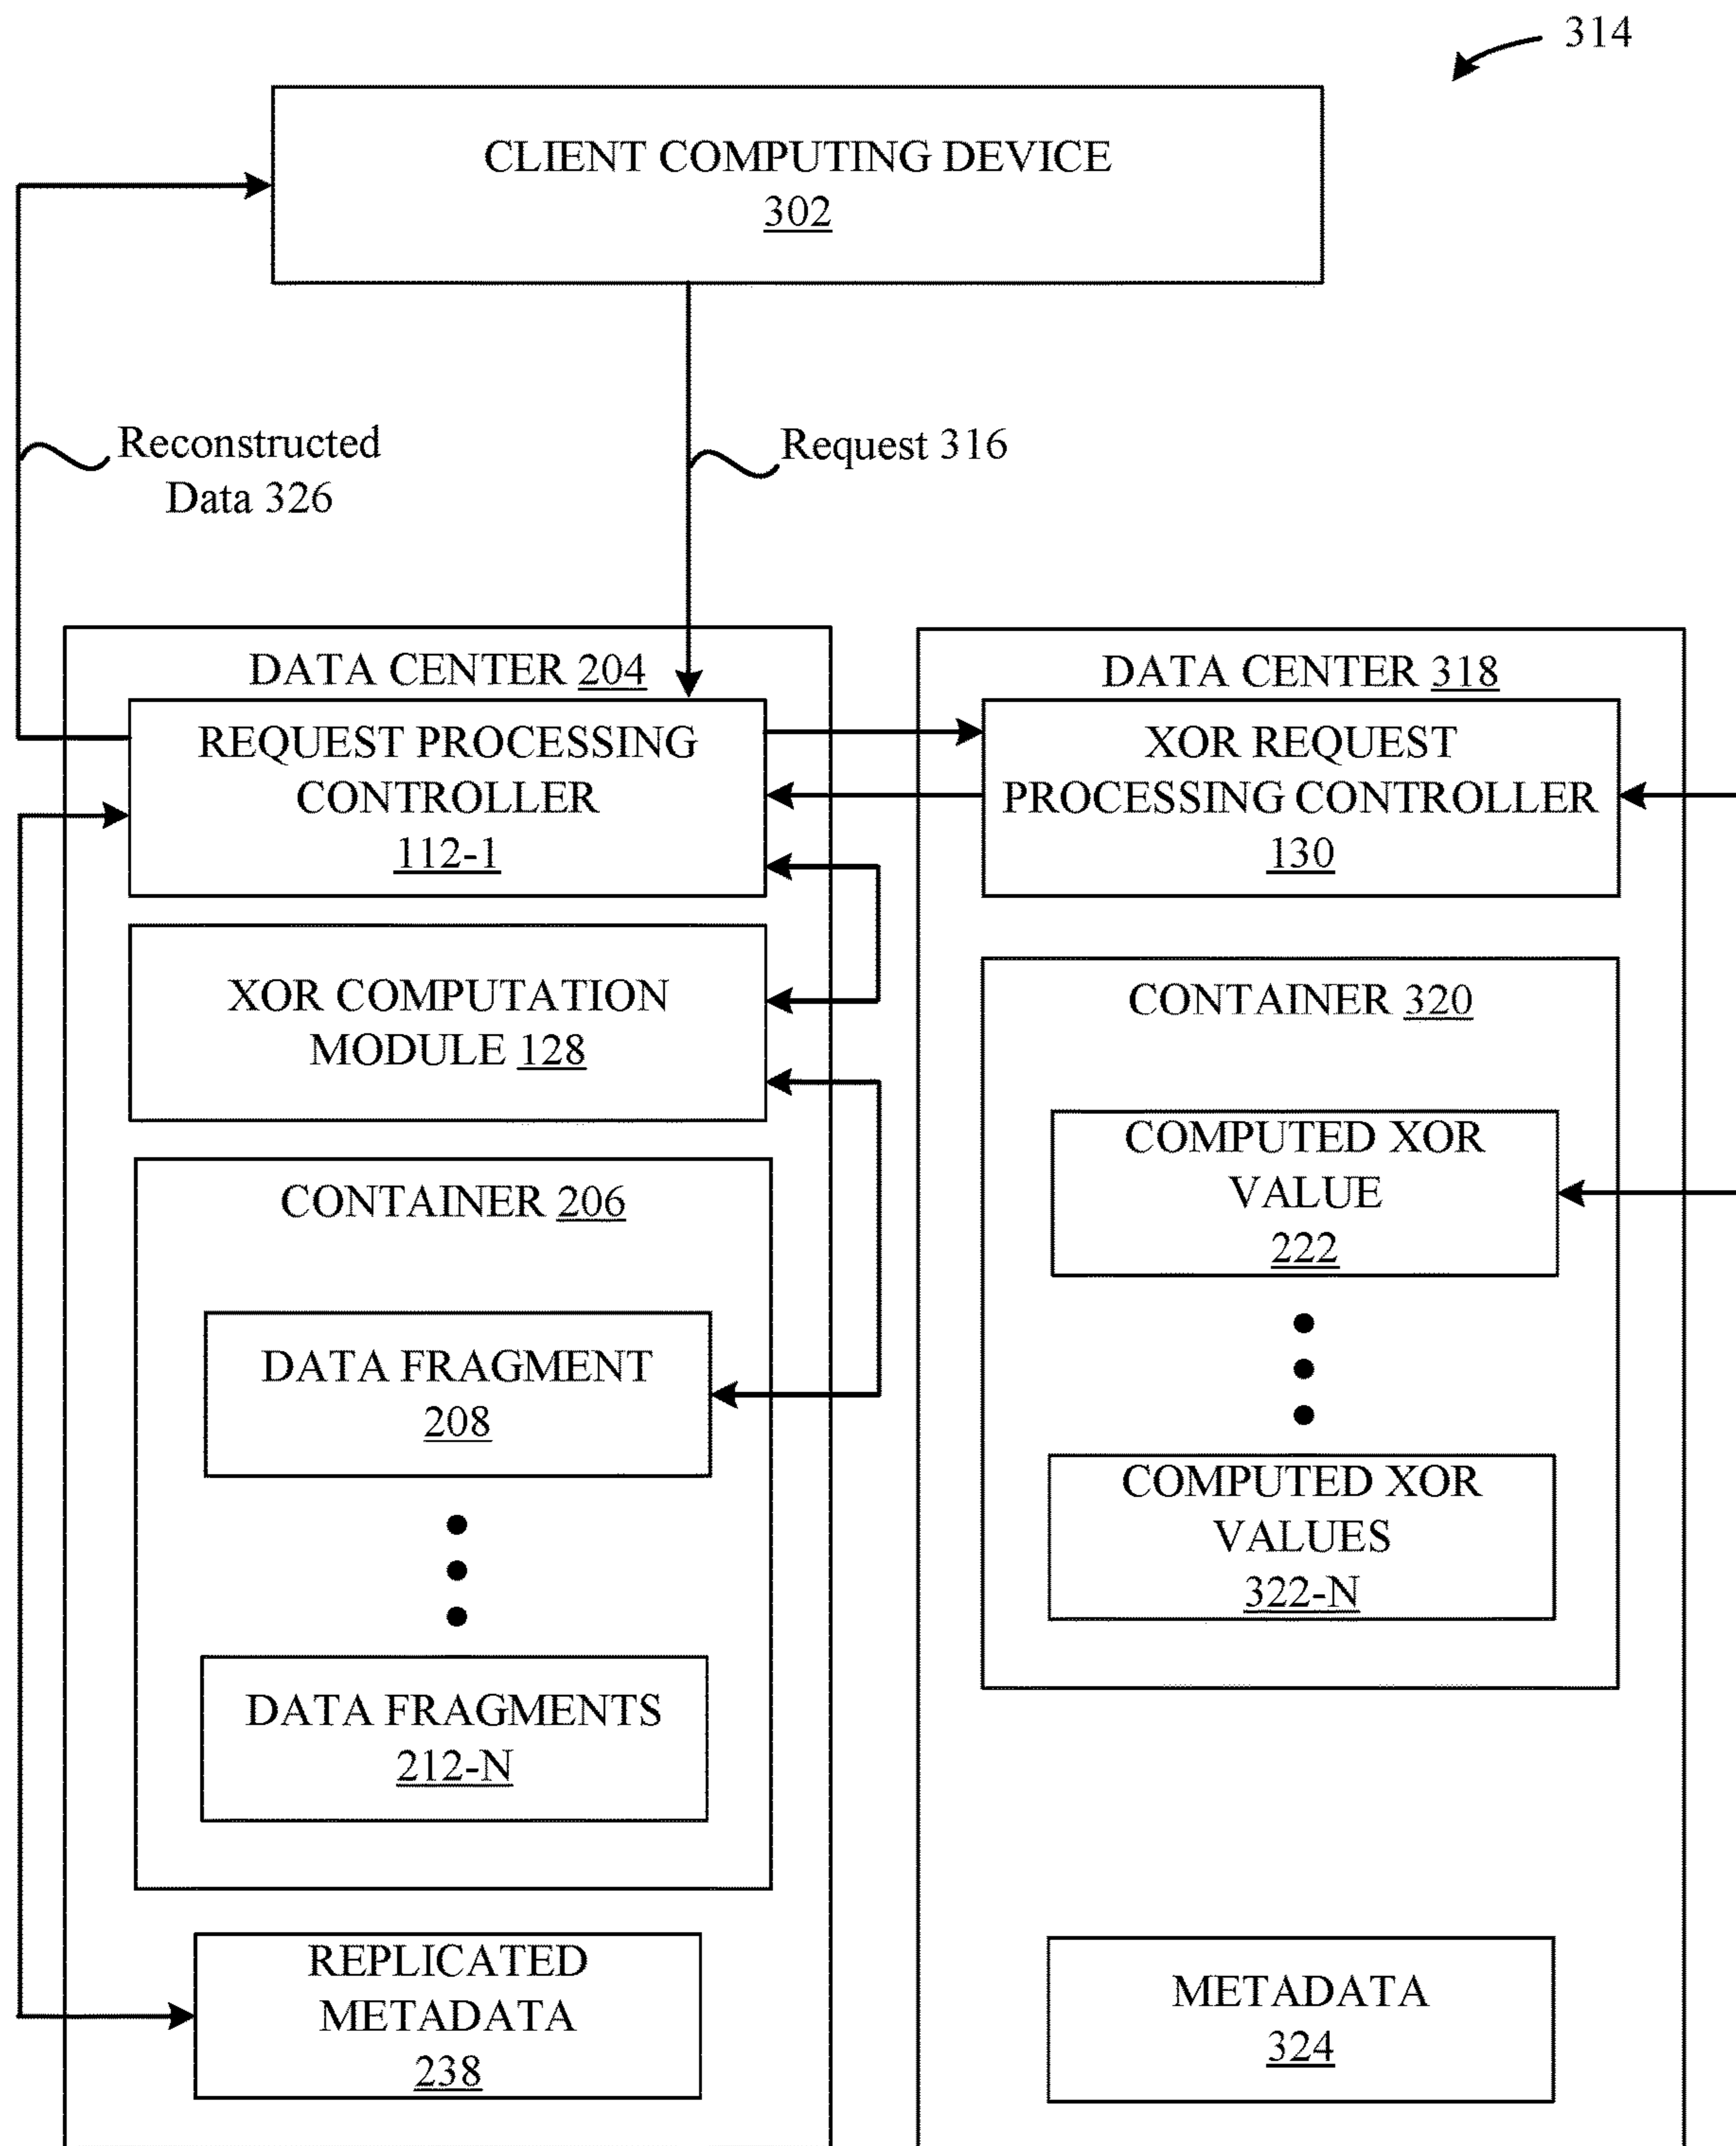 314
CLIENT COMPUTING DEVICE
302
Reconstructed
Data 326
Request 316
DATA CENTER 204
REQUEST PROCESSING
CONTROLLER
112-1
XOR COMPUTATION
MODULE 128
CONTAINER 206
DATA FRAGMENT
208
DATA FRAGMENTS
212-N
REPLICATED
METADATA
238
DATA CENTER 318
XOR REQUEST
PROCESSING CONTROLLER
130
CONTAINER 320
COMPUTED XOR
VALUE
222
COMPUTED XOR
VALUES
322-N
METADATA
324